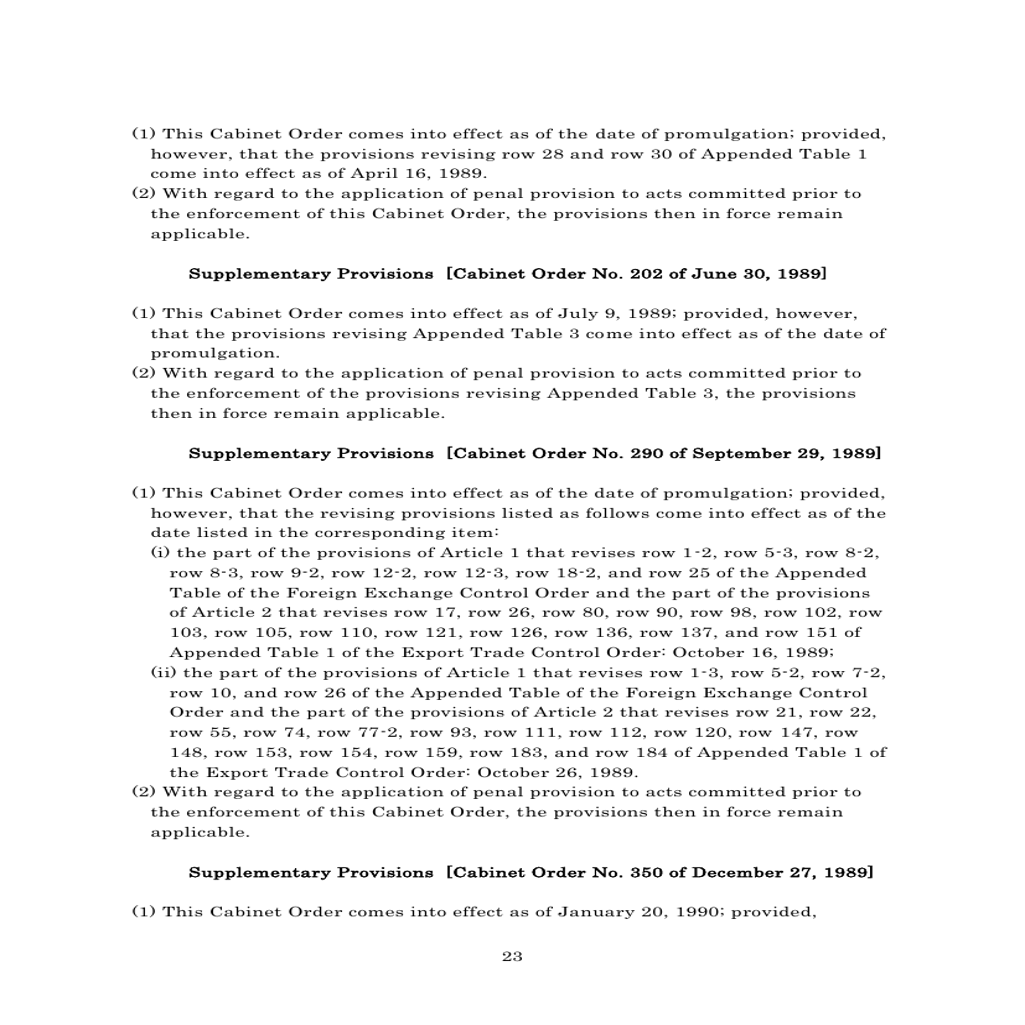 (1) This Cabinet Order comes into effect as of the date of promulgation; provided,
however, that the provisions revising row 28 and row 30 of Appended Table 1
come into effect as of April 16, 1989.
(2) With regard to the application of penal provision to acts committed prior to
the enforcement of this Cabinet Order, the provisions then in force remain
applicable.
Supplementary Provisions [Cabinet Order No. 202 of June 30, 1989]
(1) This Cabinet Order comes into effect as of July 9, 1989; provided, however,
that the provisions revising Appended Table 3 come into effect as of the date of
promulgation.
(2) With regard to the application of penal provision to acts committed prior to
the enforcement of the provisions revising Appended Table 3, the provisions
then in force remain applicable.
Supplementary Provisions [Cabinet Order No. 290 of September 29, 1989]
(1) This Cabinet Order comes into effect as of the date of promulgation; provided,
however, that the revising provisions listed as follows come into effect as of the
date listed in the corresponding item:
(i) the part of the provisions of Article 1 that revises row 1-2, row 5-3, row 8-2,
row 8-3, row 9-2, row 12-2, row 12-3, row 18-2, and row 25 of the Appended
Table of the Foreign Exchange Control Order and the part of the provisions
of Article 2 that revises row 17, row 26, row 80, row 90, row 98, row 102, row
103, row 105, row 110, row 121, row 126, row 136, row 137, and row 151 of
Appended Table 1 of the Export Trade Control Order: October 16, 1989;
(ii) the part of the provisions of Article 1 that revises row 1-3, row 5-2, row 7-2,
row 10, and row 26 of the Appended Table of the Foreign Exchange Control
Order and the part of the provisions of Article 2 that revises row 21, row 22,
row 55, row 74, row 77-2, row 93, row 111, row 112, row 120, row 147, row
148, row 153, row 154, row 159, row 183, and row 184 of Appended Table 1 of
the Export Trade Control Order: October 26, 1989.
(2) With regard to the application of penal provision to acts committed prior to
the enforcement of this Cabinet Order, the provisions then in force remain
applicable.
Supplementary Provisions [Cabinet Order No. 350 of December 27, 1989]
(1) This Cabinet Order comes into effect as of January 20, 1990; provided,
23